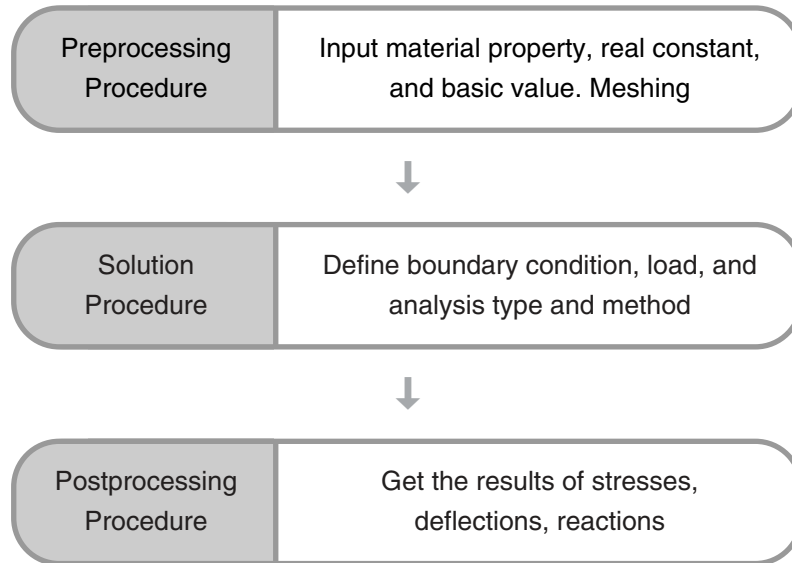 Preprocessing
Procedure
Input material property, real constant,
and basic value. Meshing
Solution
Procedure
Define boundary condition, load, and
analysis type and method
Postprocessing
Procedure
Get the results of stresses,
deflections, reactions